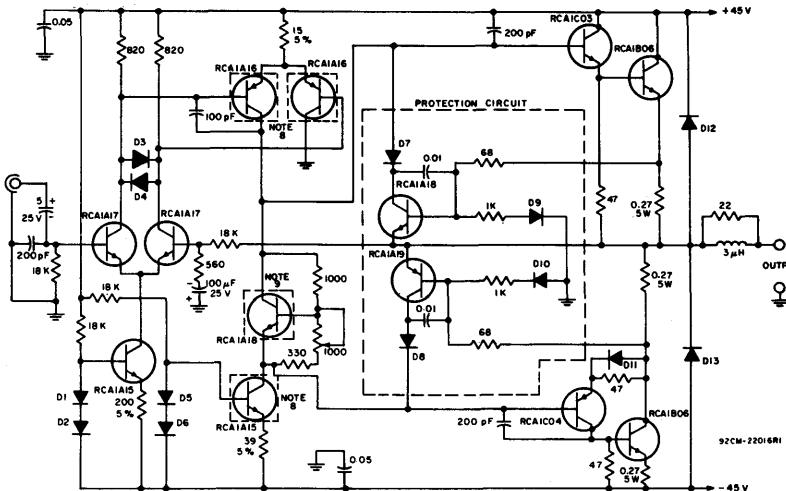 0.05
+45V
820
820
15
5%
200 pF
RCA1C03
RCA1B06
RCA1A16
RCA1A16
NOTE
8
100 pF
PROTECTION CIRCUIT
D12
D3
D4
D7
0.01
68
RCA1A18
47
0.27
5W
22
5
25 V
+
RCA1A17
RCA1A17
1K
D9
18 K
200pF
18 K
RCA1A19
D10
3 μH
OUTP
560
100 μF
25 V
-
+
NOTE
9
1000
0.01
1K
0.27
5W
18 K
18 K
RCA1A18
1000
330
D8
68
D11
D13
RCA1A15
200
5%
D1
D2
D5
D6
NOTE
8
RCA1A15
39
5%
47
RCA1C04
RCA1B06
200 pF
47
0.27
5W
92CM-22016R1
0.05
-45V